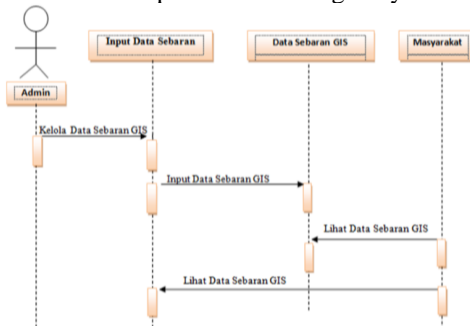 Input Data Sebaran
Data Sebaran GIS
Masyarakat
Admin
Kelola Data Sebaran GIS
Input Data Sebaran GIS
Lihat Data Sebaran GIS
Lihat Data Sebaran GIS